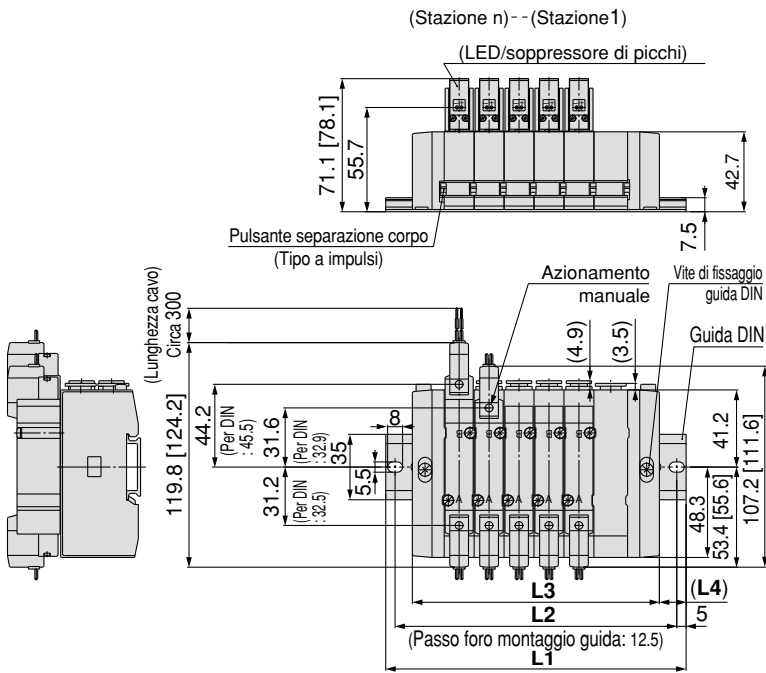 (Stazione n)--(Stazione1)
(LED/soppressore di picchi)
71.1 [78.1]
55.7
42.7
7.5
Pulsante separazione corpo
(Tipo a impulsi)
(Lunghezza cavo)
Circa 300
Azionamento
manuale
Vite di fissaggio
guida DIN
Guida DIN
(4.9)
(3.5)
119.8 [124.2]
44.2
(Per DIN
: 45.5)
31.6
(Per DIN
: 32.9)
8
35
5.5
31.2
(Per DIN
: 32.5)
B B B B B
A A A A A
41.2
48.3
53.4 [55.6]
107.2 [111.6]
L3
(L4)
L2
5
(Passo foro montaggio guida: 12.5)
L1